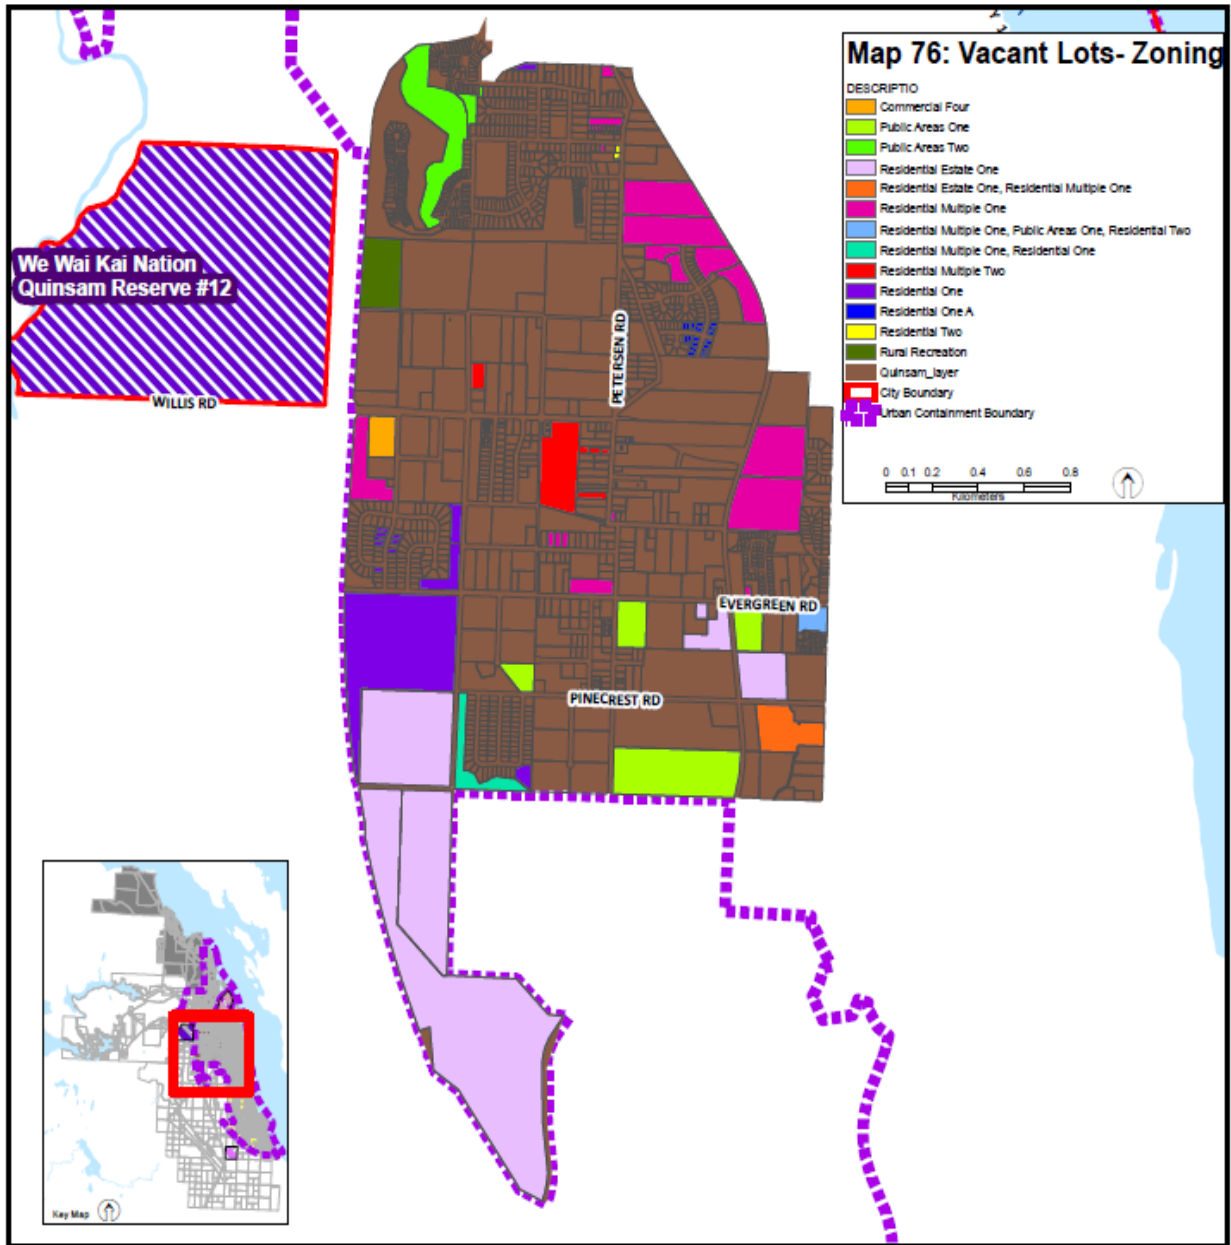 Map 76: Vacant Lots- Zoning
DESCRIPTIO
Commercial Four
Public Areas One
Public Areas Two
Residential Estate One
Residential Estate One, Residential Multiple One
Residential Multiple One
Residential Multiple One, Public Areas One, Residential Two
Residential Multiple One, Residential One
Residential Multiple Two
Residential One
Residential One A
Residential Two
Rural Recreation
Quinsam_layer
City Boundary
Urban Containment Boundary
0 0.1 0.2 0.4 0.6 0.8
Kilometers
We Wai Kai Nation
Quinsam Reserve #12
WILLIS RD
PETERSEN RD
EVERGREEN RD
PINECREST RD
Key Map